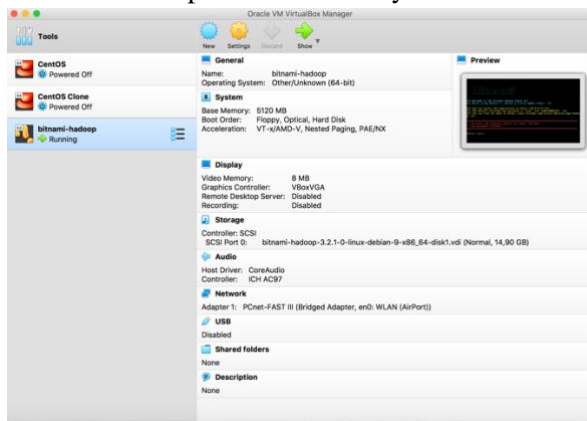 Oracle VM VirtualBox Manager
Tools
New Settings Discard Show
CentOS
Powered Off
CentOS Clone
Powered Off
bitnami-hadoop
Running
General
Name: bitnami-hadoop
Operating System: Other/Unknown (64-bit)
System
Base Memory: 5120 MB
Boot Order: Floppy, Optical, Hard Disk
Acceleration: VT-x/AMD-V, Nested Paging, PAE/NX
Preview
Display
Video Memory: 8 MB
Graphics Controller: VBoxVGA
Remote Desktop Server: Disabled
Recording: Disabled
Storage
Controller: SCSI
SCSI Port 0: bitnami-hadoop-3.2.1-0-linux-debian-9-x86_64-disk1.vdi (Normal, 14,90 GB)
Audio
Host Driver: CoreAudio
Controller: ICH AC97
Network
Adapter 1: PCnet-FAST III (Bridged Adapter, en0: WLAN (AirPort))
USB
Disabled
Shared folders
None
Description
None